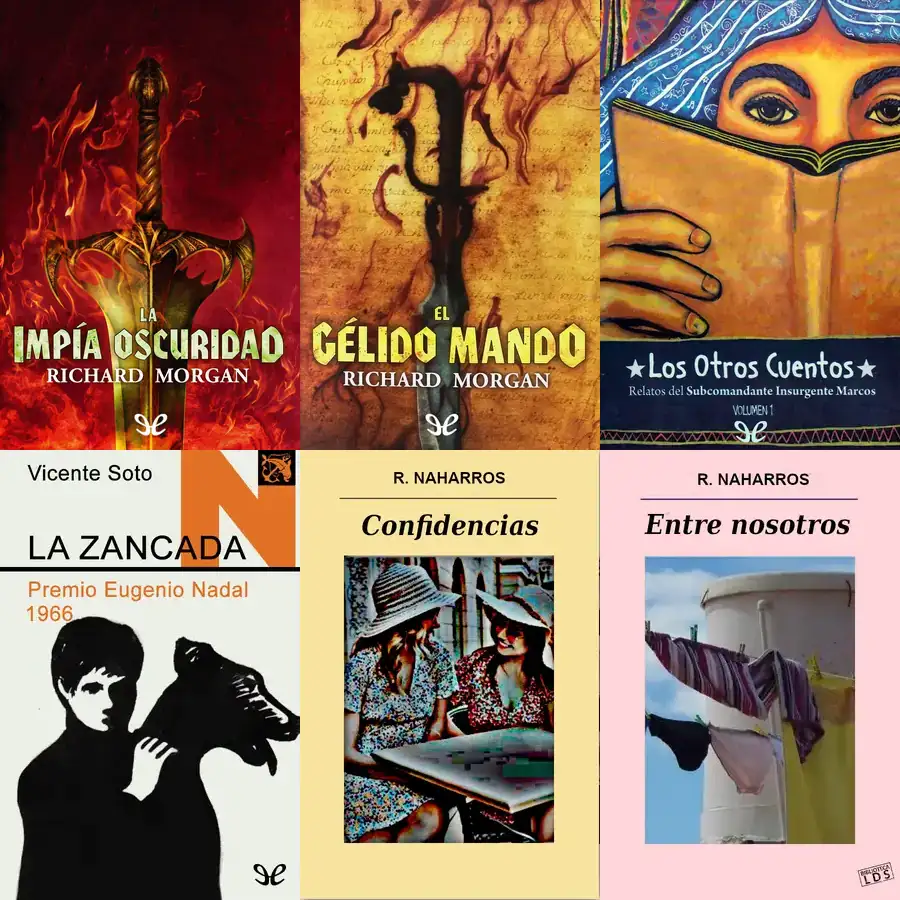 LA
IMPÍA OSCURIDAD
RICHARD MORGAN
EL
GÉLIDO MANDO
RICHARD MORGAN
★Los Otros Cuentos★
Relatos del Subcomandante Insurgente Marcos
VOLUMEN 1
Vicente Soto
N
LA ZANCADA
Premio Eugenio Nadal
1966
R. NAHARROS
Confidencias
R. NAHARROS
Entre nosotros
BIBLIOTECA
LDS